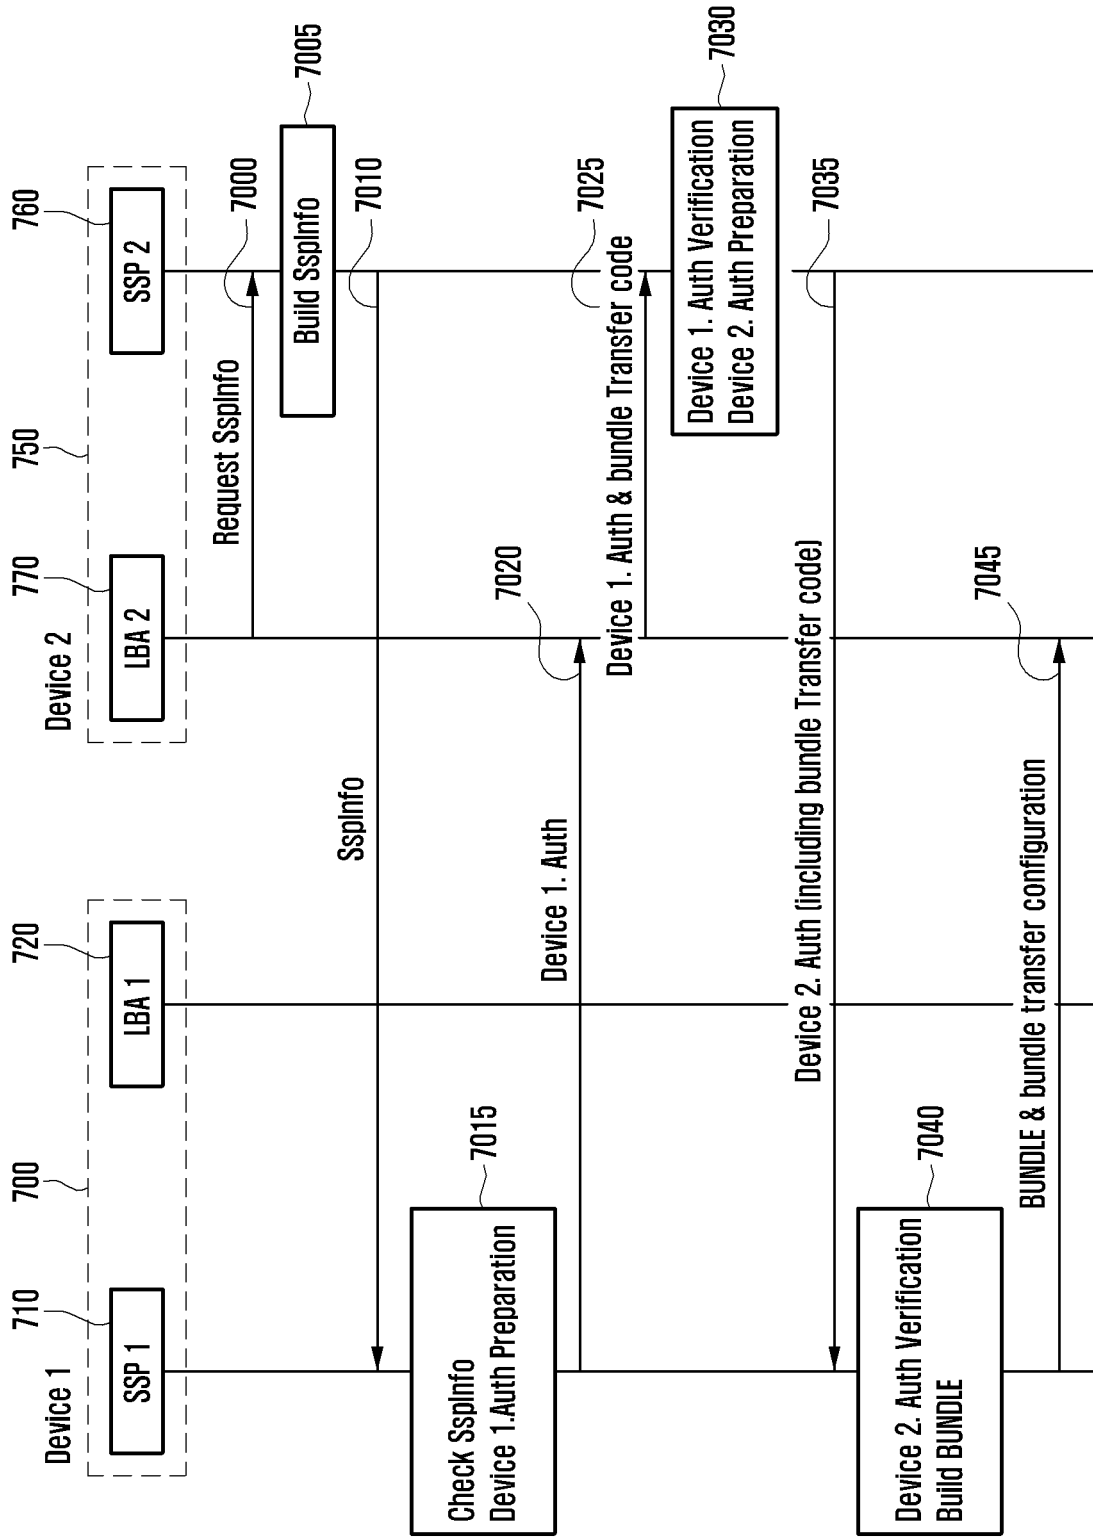 700
750
Device 1
Device 2
710
720
770
760
SSP 1
LBA 1
LBA 2
SSP 2
Request SspInfo
7000
Build SspInfo
7005
SspInfo
7010
Check SspInfo
Device 1.Auth Preparation
7015
Device 1. Auth
7020
Device 1. Auth & bundle Transfer code
7025
Device 1. Auth Verification
Device 2. Auth Preparation
7030
Device 2. Auth (including bundle Transfer code)
7035
Device 2. Auth Verification
Build BUNDLE
7040
BUNDLE & bundle transfer configuration
7045